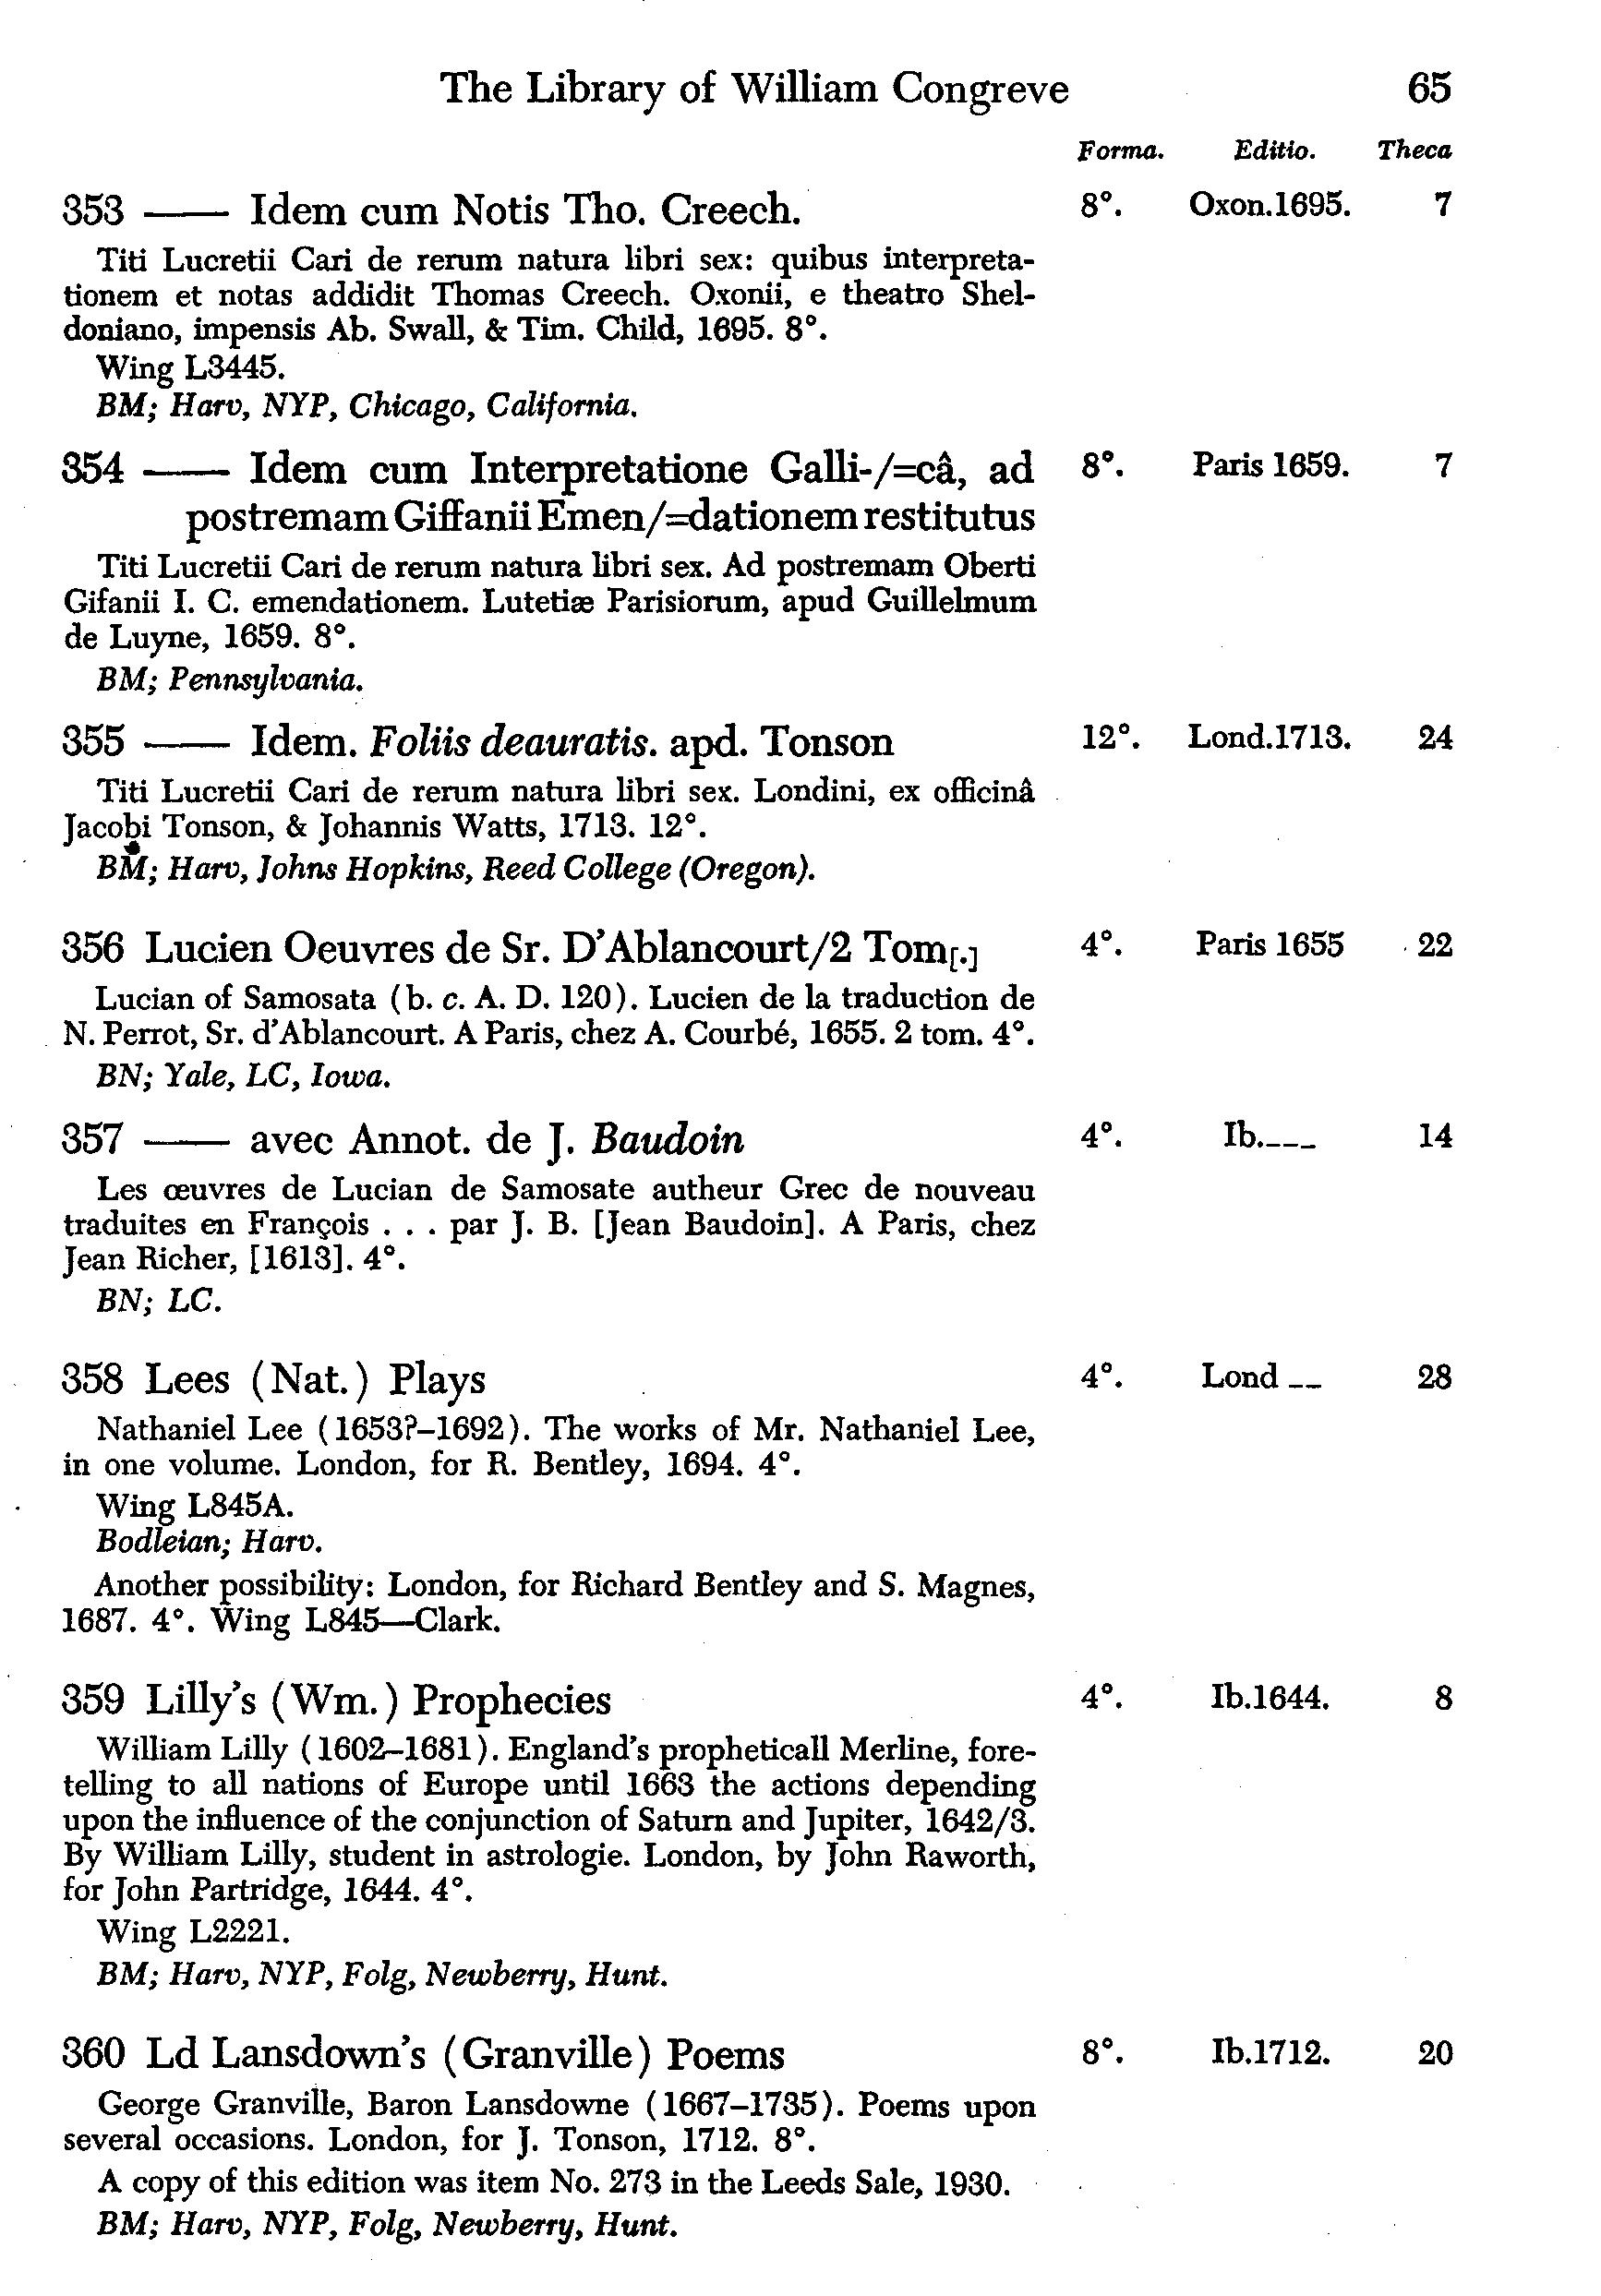 The Library of William Congreve 65
Forma. Editio. Theca
353 —— Idem cum Notis Tho. Creech. 8°. Oxon.1695. 7
Titi Lucretii Cari de rerum natura libri sex: quibus interpreta-
tionem et notas addidit Thomas Creech. Oxonii, e theatro Shel-
doniano, impensis Ab. Swall, & Tim. Child, 1695. 8°.
Wing L3445.
BM; Harv, NYP, Chicago, California.
354 —— Idem cum Interpretatione Galli-/=câ, ad 8°. Paris 1659. 7
postremam Giffanii Emen/=dationem restitutus
Titi Lucretii Cari de rerum natura libri sex. Ad postremam Oberti
Gifanii I. C. emendationem. Lutetiæ Parisiorum, apud Guillelmum
de Luyne, 1659. 8°.
BM; Pennsylvania.
355 —— Idem. Foliis deauratis. apd. Tonson 12°. Lond.1713. 24
Titi Lucretii Cari de rerum natura libri sex. Londini, ex officinâ
Jacobi Tonson, & Johannis Watts, 1713. 12°.
BM; Harv, Johns Hopkins, Reed College (Oregon).
356 Lucien Oeuvres de Sr. D'Ablancourt/2 Tom[.] 4°. Paris 1655 22
Lucian of Samosata (b. c. A. D. 120). Lucien de la traduction de
N. Perrot, Sr. d'Ablancourt. A Paris, chez A. Courbé, 1655. 2 tom. 4°.
BN; Yale, LC, Iowa.
357 —— avec Annot. de J. Baudoin 4°. Ib.___ 14
Les œuvres de Lucian de Samosate autheur Grec de nouveau
traduites en François . . . par J. B. [Jean Baudoin]. A Paris, chez
Jean Richer, [1613]. 4°.
BN; LC.
358 Lees (Nat.) Plays 4°. Lond __ 28
Nathaniel Lee (1653?–1692). The works of Mr. Nathaniel Lee,
in one volume. London, for R. Bentley, 1694. 4°.
Wing L845A.
Bodleian; Harv.
Another possibility: London, for Richard Bentley and S. Magnes,
1687. 4°. Wing L845—Clark.
359 Lilly's (Wm.) Prophecies 4°. Ib.1644. 8
William Lilly (1602–1681). England's propheticall Merline, fore-
telling to all nations of Europe until 1663 the actions depending
upon the influence of the conjunction of Saturn and Jupiter, 1642/3.
By William Lilly, student in astrologie. London, by John Raworth,
for John Partridge, 1644. 4°.
Wing L2221.
BM; Harv, NYP, Folg, Newberry, Hunt.
360 Ld Lansdown's (Granville) Poems 8°. Ib.1712. 20
George Granville, Baron Lansdowne (1667–1735). Poems upon
several occasions. London, for J. Tonson, 1712. 8°.
A copy of this edition was item No. 273 in the Leeds Sale, 1930.
BM; Harv, NYP, Folg, Newberry, Hunt.